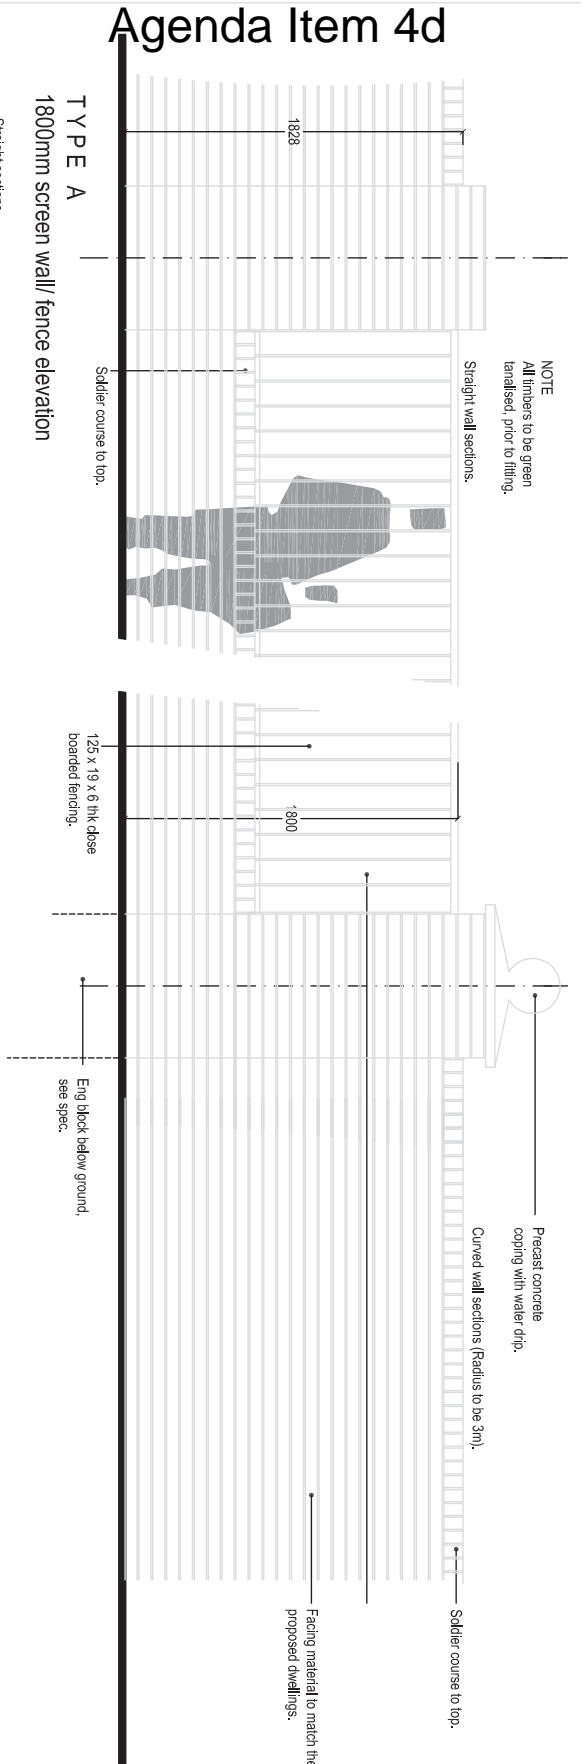 Agenda Item 4d
TYPE A
1800mm screen wall/ fence elevation
NOTE
All timbers to be green
tanalised, prior to fitting.
Straight wall sections.
1828
Soldier course to top.
125 x 19 x 6 thk close
boarded fencing.
1800
Eng block below ground,
see spec.
Precast concrete
coping with water drip.
Curved wall sections (Radius to be 3m).
Soldier course to top.
Facing material to match the
proposed dwellings.